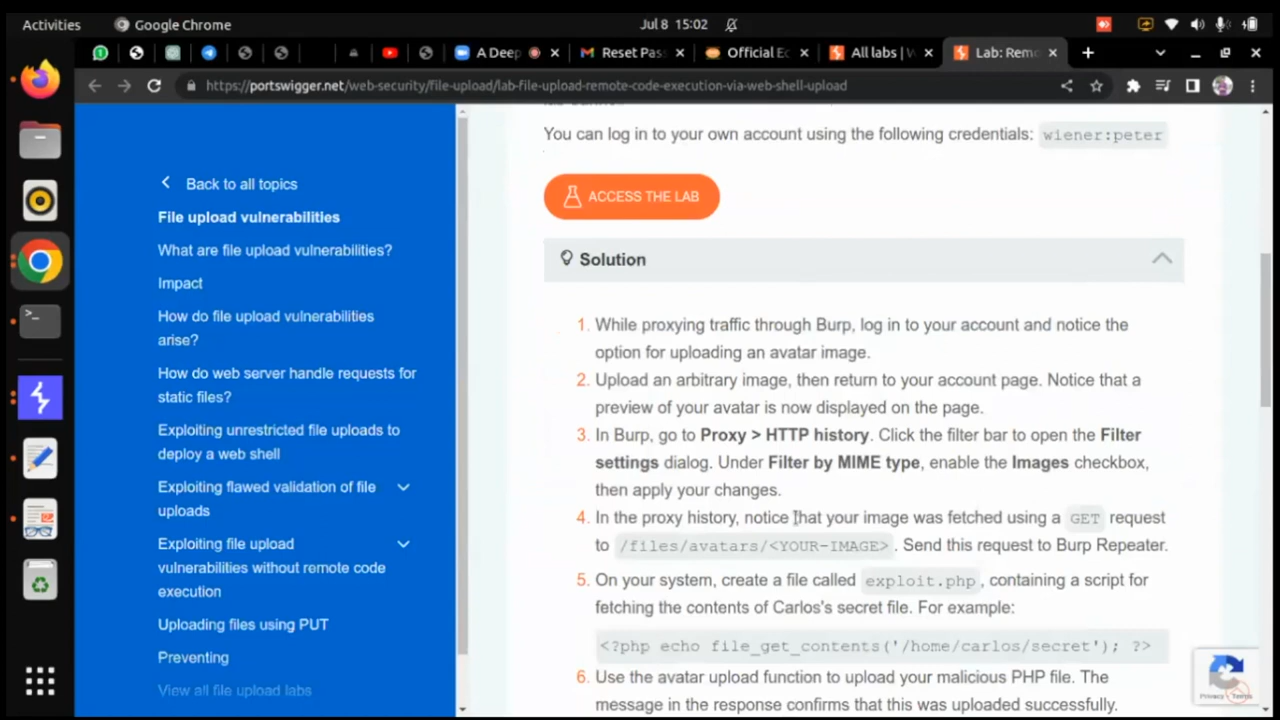 Activities
Google Chrome
Jul 8 15:02
A Deep
Reset Pas
Official Ec
All labs | W
Lab: Remo
https://portswigger.net/web-security/file-upload/lab-file-upload-remote-code-execution-via-web-shell-upload
Back to all topics
File upload vulnerabilities
What are file upload vulnerabilities?
Impact
How do file upload vulnerabilities
arise?
How do web server handle requests for
static files?
Exploiting unrestricted file uploads to
deploy a web shell
Exploiting flawed validation of file
uploads
Exploiting file upload
vulnerabilities without remote code
execution
Uploading files using PUT
Preventing
View all file upload labs
You can log in to your own account using the following credentials: wiener:peter
ACCESS THE LAB
Solution
1. While proxying traffic through Burp, log in to your account and notice the
option for uploading an avatar image.
2. Upload an arbitrary image, then return to your account page. Notice that a
preview of your avatar is now displayed on the page.
3. In Burp, go to Proxy > HTTP history. Click the filter bar to open the Filter
settings dialog. Under Filter by MIME type, enable the Images checkbox,
then apply your changes.
4. In the proxy history, notice that your image was fetched using a GET request
to /files/avatars/<YOUR-IMAGE>. Send this request to Burp Repeater.
5. On your system, create a file called exploit.php, containing a script for
fetching the contents of Carlos's secret file. For example:
<?php echo file_get_contents('/home/carlos/secret'); ?>
6. Use the avatar upload function to upload your malicious PHP file. The
message in the response confirms that this was uploaded successfully.
Privacy - Terms